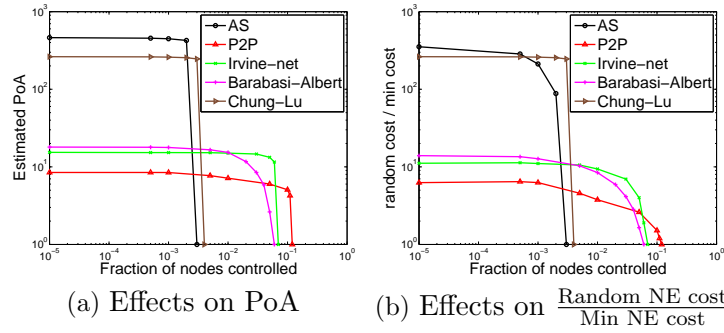 10^3
10^2
10^1
10^0
Estimated PoA
AS
P2P
Irvine-net
Barabasi-Albert
Chung-Lu
10^-5
10^-4
10^-3
10^-2
10^-1
10^0
Fraction of nodes controlled
(a) Effects on PoA
10^3
10^2
10^1
10^0
random cost / min cost
AS
P2P
Irvine-net
Barabasi-Albert
Chung-Lu
10^-5
10^-4
10^-3
10^-2
10^-1
10^0
Fraction of nodes controlled
(b) Effects on Random NE cost / Min NE cost